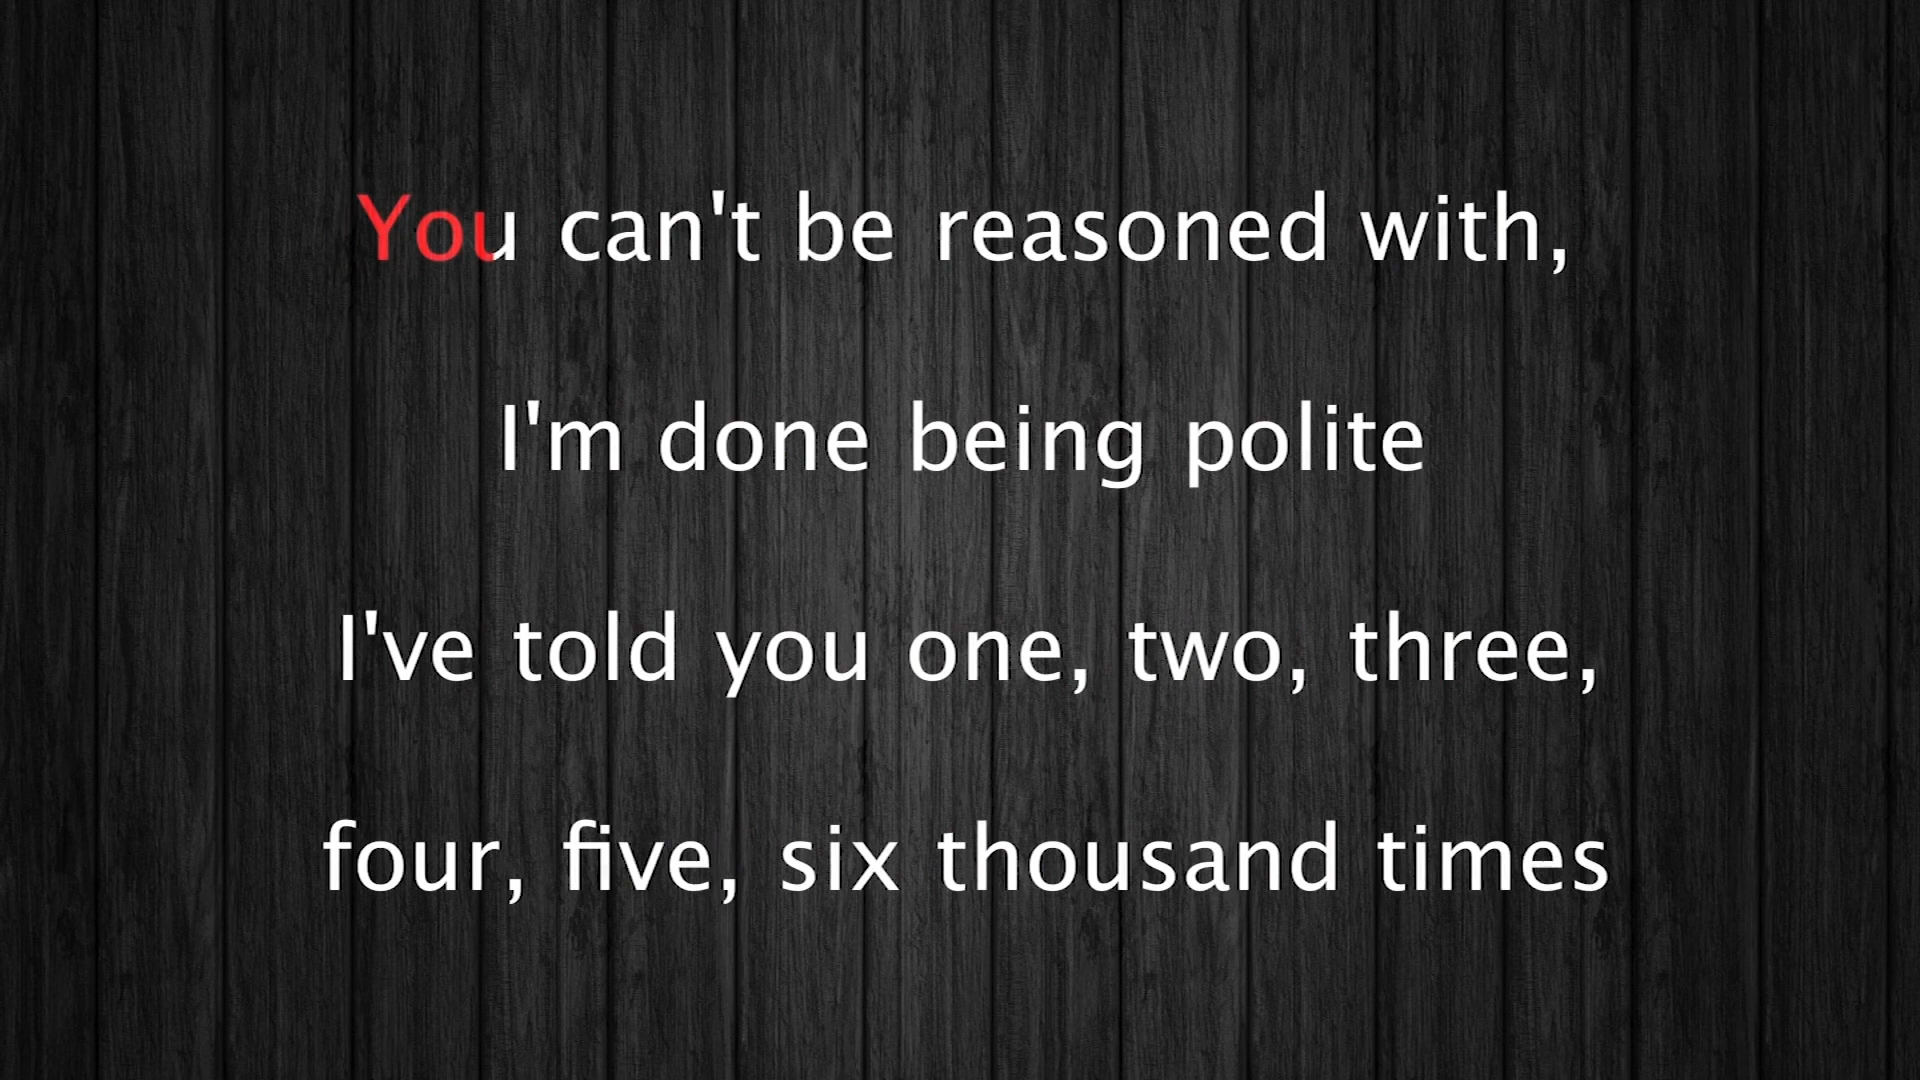 You can't be reasoned with,
I'm done being polite
I've told you one, two, three,
four, five, six thousand times